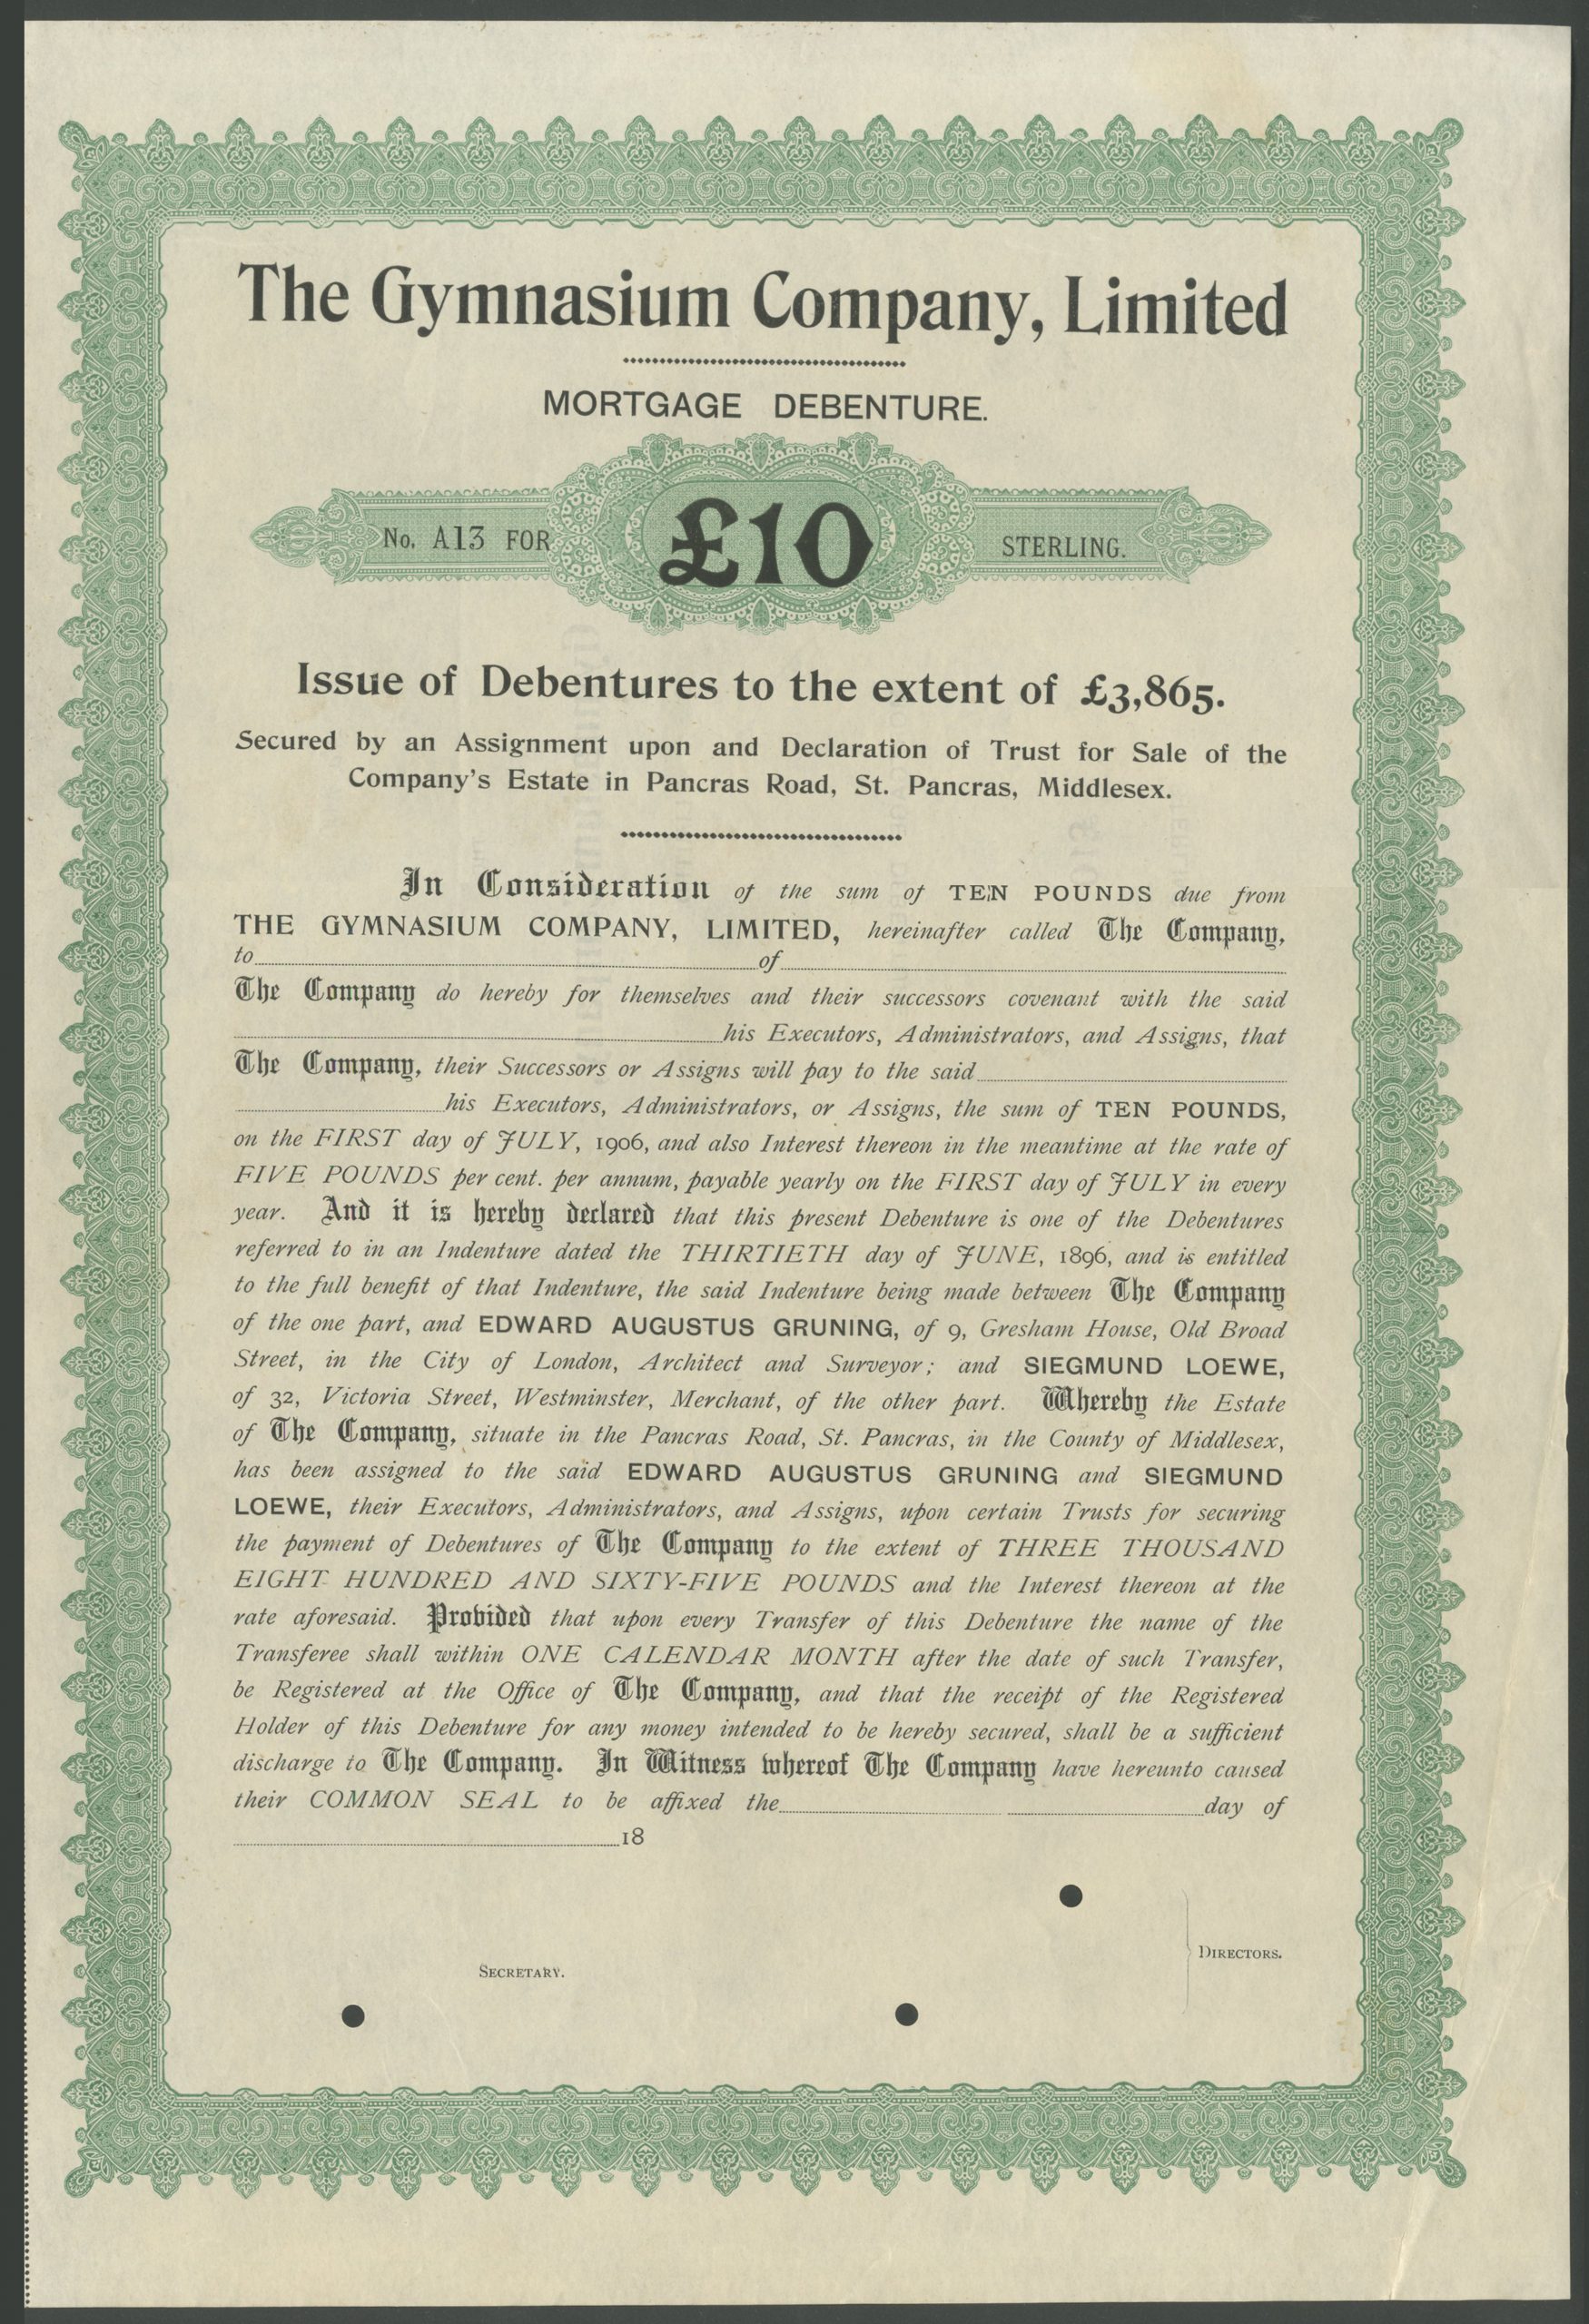 The Gymnasium Company, Limited
MORTGAGE DEBENTURE.
No. A13 FOR £10 STERLING.
Issue of Debentures to the extent of £3,865.
Secured by an Assignment upon and Declaration of Trust for Sale of the
Company's Estate in Pancras Road, St. Pancras, Middlesex.
In Consideration of the sum of TEN POUNDS due from
THE GYMNASIUM COMPANY, LIMITED, hereinafter called The Company,
to of
The Company do hereby for themselves and their successors covenant with the said
his Executors, Administrators, and Assigns, that
The Company, their Successors or Assigns will pay to the said
his Executors, Administrators, or Assigns, the sum of TEN POUNDS,
on the FIRST day of JULY, 1906, and also Interest thereon in the meantime at the rate of
FIVE POUNDS per cent. per annum, payable yearly on the FIRST day of JULY in every
year. And it is hereby declared that this present Debenture is one of the Debentures
referred to in an Indenture dated the THIRTIETH day of JUNE, 1896, and is entitled
to the full benefit of that Indenture, the said Indenture being made between The Company
of the one part, and EDWARD AUGUSTUS GRUNING, of 9, Gresham House, Old Broad
Street, in the City of London, Architect and Surveyor; and SIEGMUND LOEWE,
of 32, Victoria Street, Westminster, Merchant, of the other part. Whereby the Estate
of The Company, situate in the Pancras Road, St. Pancras, in the County of Middlesex,
has been assigned to the said EDWARD AUGUSTUS GRUNING and SIEGMUND
LOEWE, their Executors, Administrators, and Assigns, upon certain Trusts for securing
the payment of Debentures of The Company to the extent of THREE THOUSAND
EIGHT HUNDRED AND SIXTY-FIVE POUNDS and the Interest thereon at the
rate aforesaid. Provided that upon every Transfer of this Debenture the name of the
Transferee shall within ONE CALENDAR MONTH after the date of such Transfer,
be Registered at the Office of The Company, and that the receipt of the Registered
Holder of this Debenture for any money intended to be hereby secured, shall be a sufficient
discharge to The Company. In Witness whereof The Company have hereunto caused
their COMMON SEAL to be affixed the day of
18
DIRECTORS.
SECRETARY.